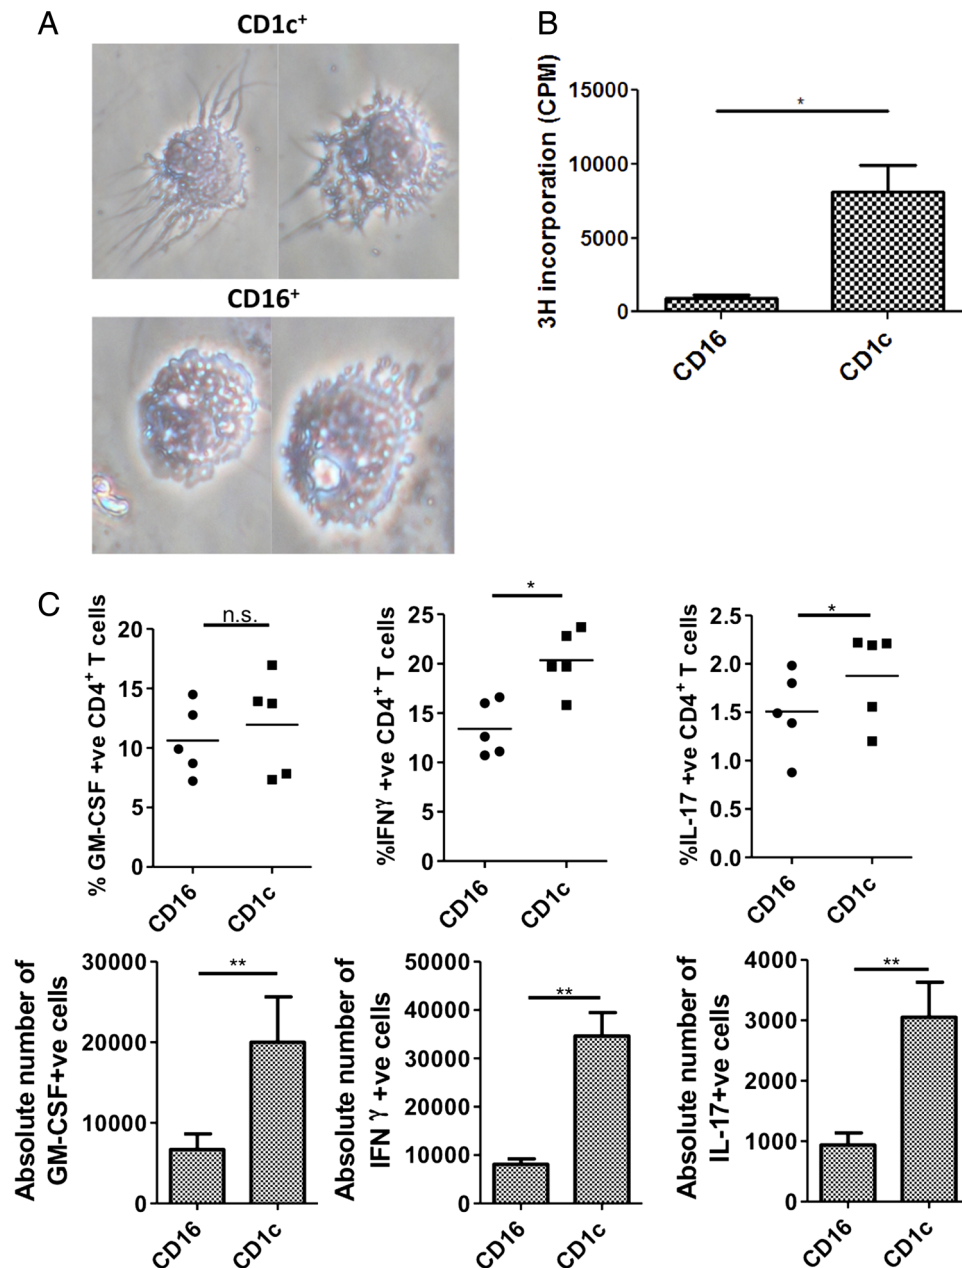 A
CD1c+
CD16+
B
3H incorporation (CPM)
15000
10000
5000
0
*
CD16
CD1c
C
% GM-CSF +ve CD4+ T cells
20
15
10
5
0
n.s.
CD16
CD1c
%IFNγ +ve CD4+ T cells
25
20
15
10
5
0
*
CD16
CD1c
%IL-17 +ve CD4+ T cells
2.5
2.0
1.5
1.0
0.5
0.0
*
CD16
CD1c
Absolute number of
GM-CSF+ve cells
30000
20000
10000
0
**
CD16
CD1c
Absolute number of
IFN γ +ve cells
50000
40000
30000
20000
10000
0
**
CD16
CD1c
Absolute number of
IL-17+ve cells
4000
3000
2000
1000
0
**
CD16
CD1c